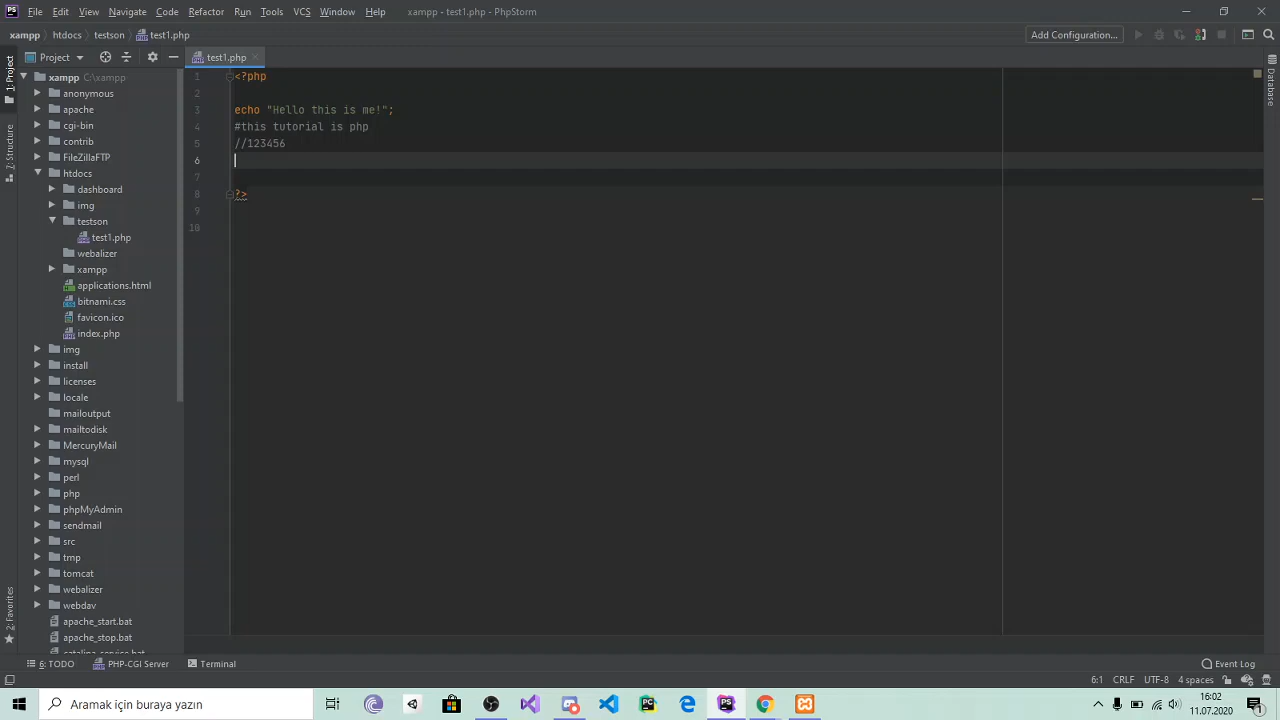 PS File Edit View Navigate Code Refactor Run Tools VCS Window Help xampp - test1.php - PhpStorm
xampp htdocs testson test1.php Add Configuration...
Project test1.php
1: Project
7: Structure
2: Favorites
Database
xampp C:\xampp
anonymous
apache
cgi-bin
contrib
FileZillaFTP
htdocs
dashboard
img
testson
test1.php
webalizer
xampp
applications.html
bitnami.css
favicon.ico
index.php
img
install
licenses
locale
mailoutput
mailtodisk
MercuryMail
mysql
perl
php
phpMyAdmin
sendmail
src
tmp
tomcat
webalizer
webdav
apache_start.bat
apache_stop.bat
catalina_service.bat
1 <?php
2
3 echo "Hello this is me!";
4 #this tutorial is php
5 //123456
6
7
8 ?>
9
10
6: TODO PHP-CGI Server Terminal Event Log
6:1 CRLF UTF-8 4 spaces
Aramak için buraya yazın
16:02
11.07.2020
1